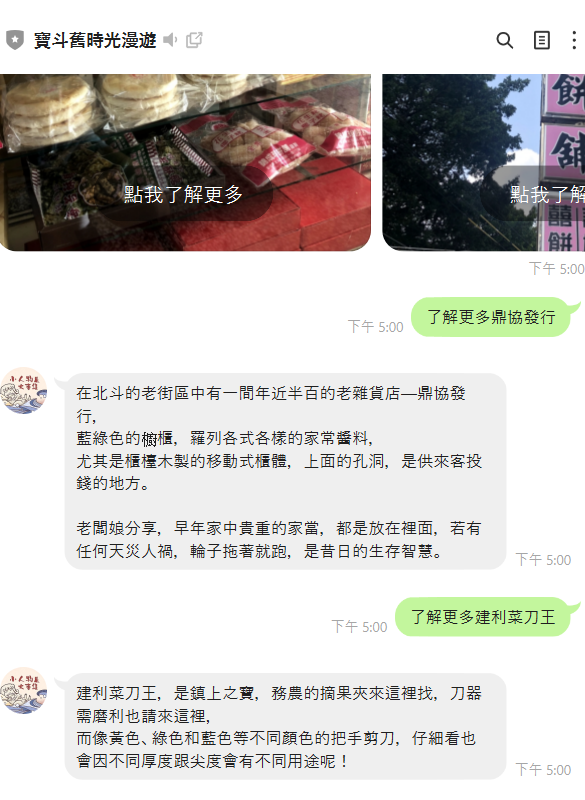 寶斗舊時光漫遊
點我了解更多
點我了解
餅
舖
囍
餅
下午 5:00
了解更多鼎協發行
下午 5:00
在北斗的老街區中有一間年近半百的老雜貨店—鼎協發
行，
藍綠色的櫥櫃，羅列各式各樣的家常醬料，
尤其是櫃檯木製的移動式櫃體，上面的孔洞，是供來客投
錢的地方。
老闆娘分享，早年家中貴重的家當，都是放在裡面，若有
任何天災人禍，輪子拖著就跑，是昔日的生存智慧。
下午 5:00
了解更多建利菜刀王
下午 5:00
建利菜刀王，是鎮上之寶，務農的摘果夾來這裡找，刀器
需磨利也請來這裡，
而像黃色、綠色和藍色等不同顏色的把手剪刀，仔細看也
會因不同厚度跟尖度會有不同用途呢！
下午 5:00